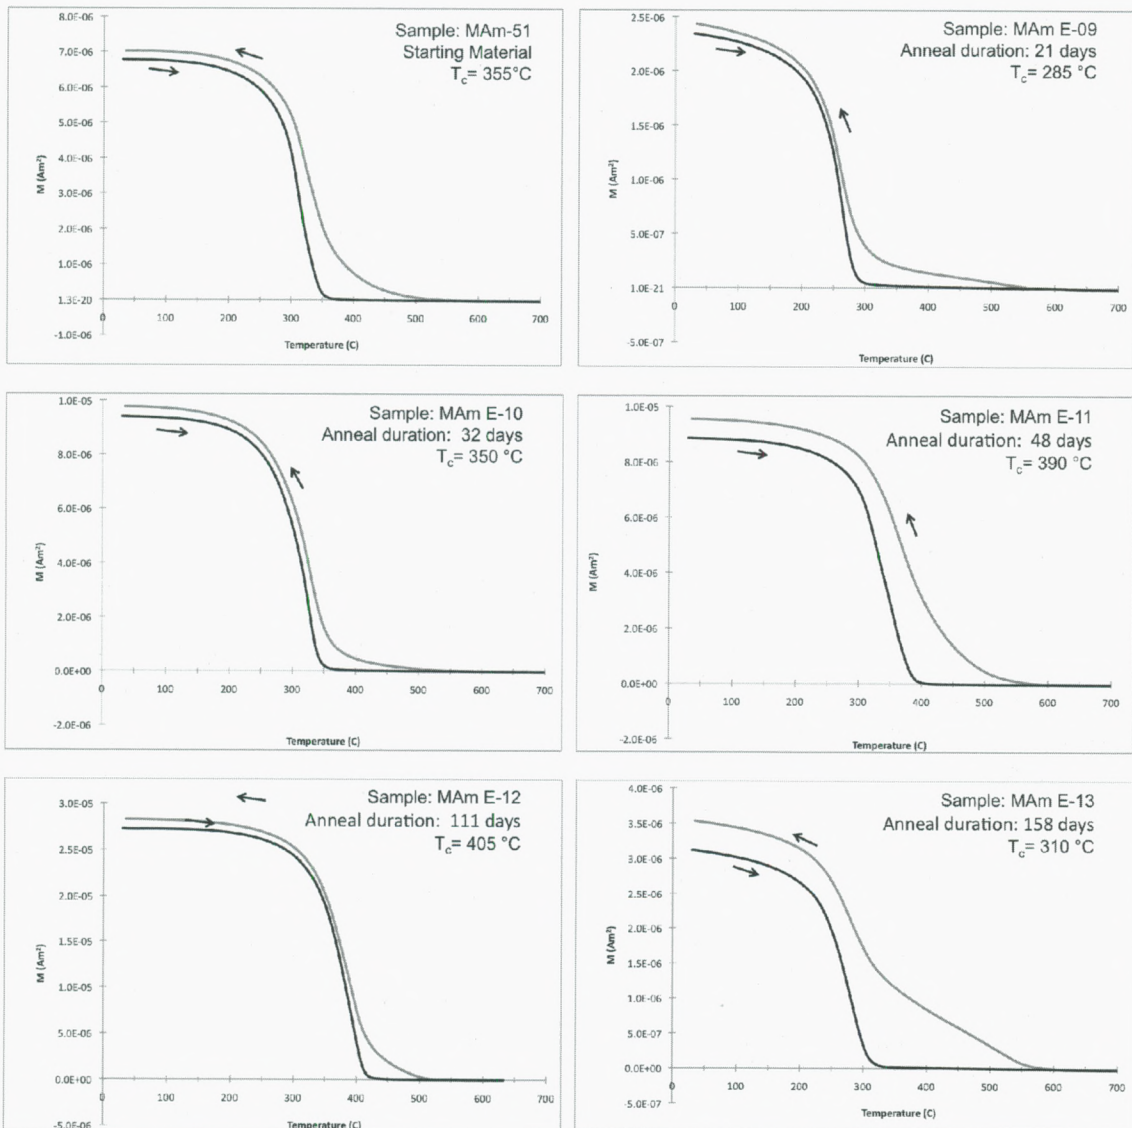 Sample: MAm-51
Starting Material
Tc= 355°C
8.0E-06
7.0E-06
6.0E-06
5.0E-06
4.0E-06
3.0E-06
2.0E-06
1.0E-06
1.3E-20
-1.0E-06
M (Am²)
0 100 200 300 400 500 600 700
Temperature (C)
Sample: MAm E-09
Anneal duration: 21 days
Tc= 285 °C
2.5E-06
2.0E-06
1.5E-06
1.0E-06
5.0E-07
1.0E-21
-5.0E-07
M (Am²)
0 100 200 300 400 500 600 700
Temperature (C)
Sample: MAm E-10
Anneal duration: 32 days
Tc= 350 °C
1.0E-05
8.0E-06
6.0E-06
4.0E-06
2.0E-06
0.0E+00
-2.0E-06
M (Am²)
0 100 200 300 400 500 600 700
Temperature (C)
Sample: MAm E-11
Anneal duration: 48 days
Tc= 390 °C
1.0E-05
8.0E-06
6.0E-06
4.0E-06
2.0E-06
0.0E+00
-2.0E-06
M (Am²)
0 100 200 300 400 500 600 700
Temperature (C)
Sample: MAm E-12
Anneal duration: 111 days
Tc= 405 °C
3.0E-05
2.5E-05
2.0E-05
1.5E-05
1.0E-05
5.0E-06
0.0E+00
-5.0E-06
M (Am²)
0 100 200 300 400 500 600 700
Temperature (C)
Sample: MAm E-13
Anneal duration: 158 days
Tc= 310 °C
4.0E-06
3.5E-06
3.0E-06
2.5E-06
2.0E-06
1.5E-06
1.0E-06
5.0E-07
0.0E+00
-5.0E-07
M (Am²)
0 100 200 300 400 500 600 700
Temperature (C)